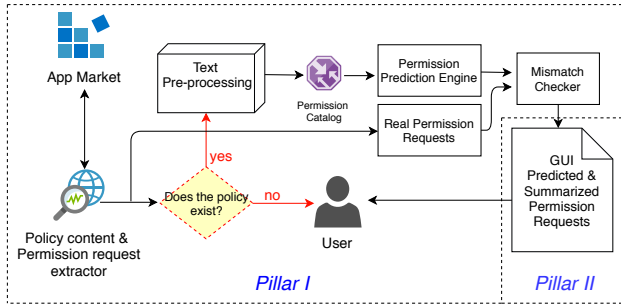 App Market
Text
Pre-processing
Permission
Catalog
Permission
Prediction Engine
Mismatch
Checker
Real Permission
Requests
yes
Does the policy
exist?
no
User
GUI
Predicted &
Summarized
Permission
Requests
Policy content &
Permission request
extractor
Pillar I
Pillar II